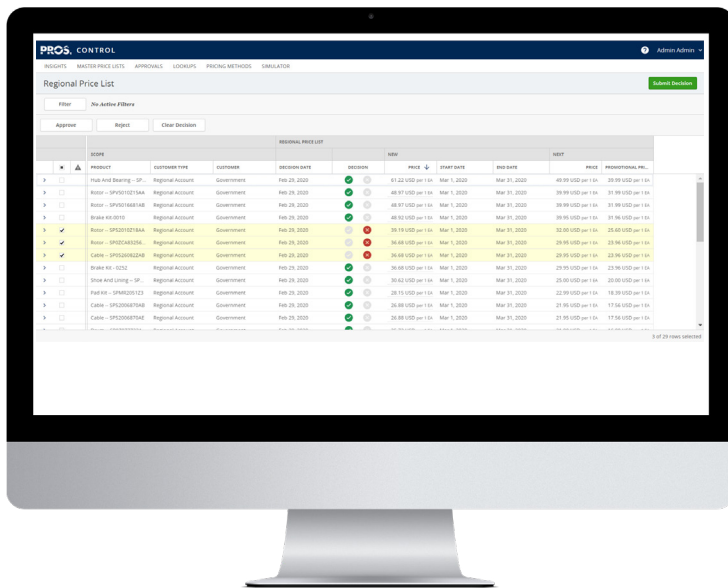 PROS, CONTROL
? Admin Admin
INSIGHTS MASTER PRICE LISTS APPROVALS LOOKUPS PRICING METHODS SIMULATOR
Regional Price List Submit Decision
Filter No Active Filters
Approve Reject Clear Decision
REGIONAL PRICE LIST
SCOPE NEW NEXT
PRODUCT CUSTOMER TYPE CUSTOMER DECISION DATE DECISION PRICE START DATE END DATE PRICE PROMOTIONAL PRI...
Hub And Bearing -- SP... Regional Account Government Feb 29, 2020 61.22 USD per 1 EA Mar 1, 2020 Mar 31, 2020 49.99 USD per 1 EA 39.99 USD per 1 EA
Rotor -- Regional Account Government Feb 29, 2020 48.97 USD per 1 EA Mar 1, 2020 Mar 31, 2020 39.99 USD per 1 EA 31.99 USD per 1 EA
Rotor -- Regional Account Government Feb 29, 2020 48.97 USD per 1 EA Mar 1, 2020 Mar 31, 2020 39.99 USD per 1 EA 31.99 USD per 1 EA
Brake Kit-0010 Regional Account Government Feb 29, 2020 48.92 USD per 1 EA Mar 1, 2020 Mar 31, 2020 39.95 USD per 1 EA 31.96 USD per 1 EA
Rotor -- Regional Account Government Feb 29, 2020 39.19 USD per 1 EA Mar 1, 2020 Mar 31, 2020 32.00 USD per 1 EA 25.60 USD per 1 EA
Rotor -- Regional Account Government Feb 29, 2020 36.68 USD per 1 EA Mar 1, 2020 Mar 31, 2020 29.95 USD per 1 EA 23.96 USD per 1 EA
Cable -- Regional Account Government Feb 29, 2020 36.68 USD per 1 EA Mar 1, 2020 Mar 31, 2020 29.95 USD per 1 EA 23.96 USD per 1 EA
Brake Kit - 0252 Regional Account Government Feb 29, 2020 36.68 USD per 1 EA Mar 1, 2020 Mar 31, 2020 29.95 USD per 1 EA 23.96 USD per 1 EA
Shoe And Lining -- SP... Regional Account Government Feb 29, 2020 30.62 USD per 1 EA Mar 1, 2020 Mar 31, 2020 25.00 USD per 1 EA 20.00 USD per 1 EA
Pad Kit -- Regional Account Government Feb 29, 2020 28.15 USD per 1 EA Mar 1, 2020 Mar 31, 2020 22.99 USD per 1 EA 18.39 USD per 1 EA
Cable -- SPS2006870AB Regional Account Government Feb 29, 2020 26.88 USD per 1 EA Mar 1, 2020 Mar 31, 2020 21.95 USD per 1 EA 17.56 USD per 1 EA
Cable -- SPS2006870AE Regional Account Government Feb 29, 2020 26.88 USD per 1 EA Mar 1, 2020 Mar 31, 2020 21.95 USD per 1 EA 17.56 USD per 1 EA
3 of 29 rows selected